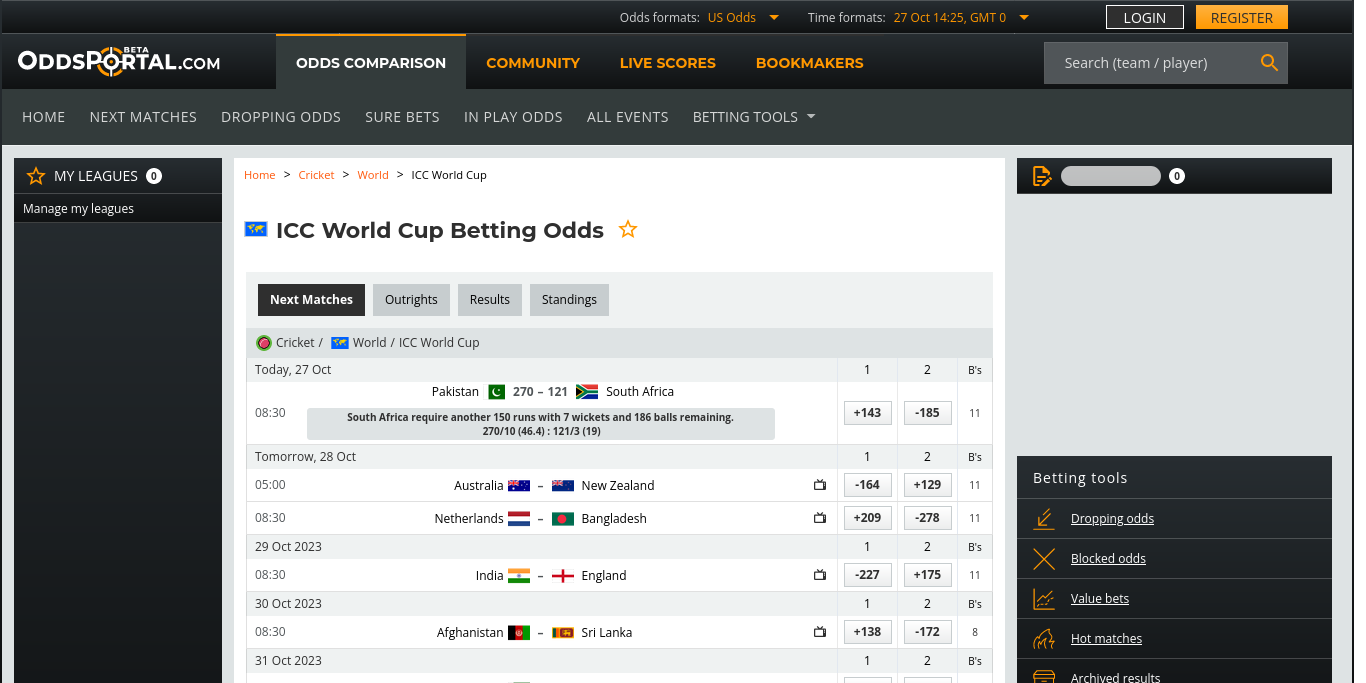 Odds formats: US Odds Time formats: 27 Oct 14:25, GMT 0 LOGIN REGISTER
ODDSPORTAL.COM BETA ODDS COMPARISON COMMUNITY LIVE SCORES BOOKMAKERS Search (team / player)
HOME NEXT MATCHES DROPPING ODDS SURE BETS IN PLAY ODDS ALL EVENTS BETTING TOOLS
MY LEAGUES 0
Manage my leagues
Home > Cricket > World > ICC World Cup
0
ICC World Cup Betting Odds
Next Matches Outrights Results Standings
Cricket / World / ICC World Cup
Today, 27 Oct 1 2 B's
Pakistan 270 – 121 South Africa
08:30 +143 -185 11
South Africa require another 150 runs with 7 wickets and 186 balls remaining.
270/10 (46.4) : 121/3 (19)
Tomorrow, 28 Oct 1 2 B's
05:00 Australia – New Zealand -164 +129 11
08:30 Netherlands – Bangladesh +209 -278 11
29 Oct 2023 1 2 B's
08:30 India – England -227 +175 11
30 Oct 2023 1 2 B's
08:30 Afghanistan – Sri Lanka +138 -172 8
31 Oct 2023 1 2 B's
Betting tools
Dropping odds
Blocked odds
Value bets
Hot matches
Archived results